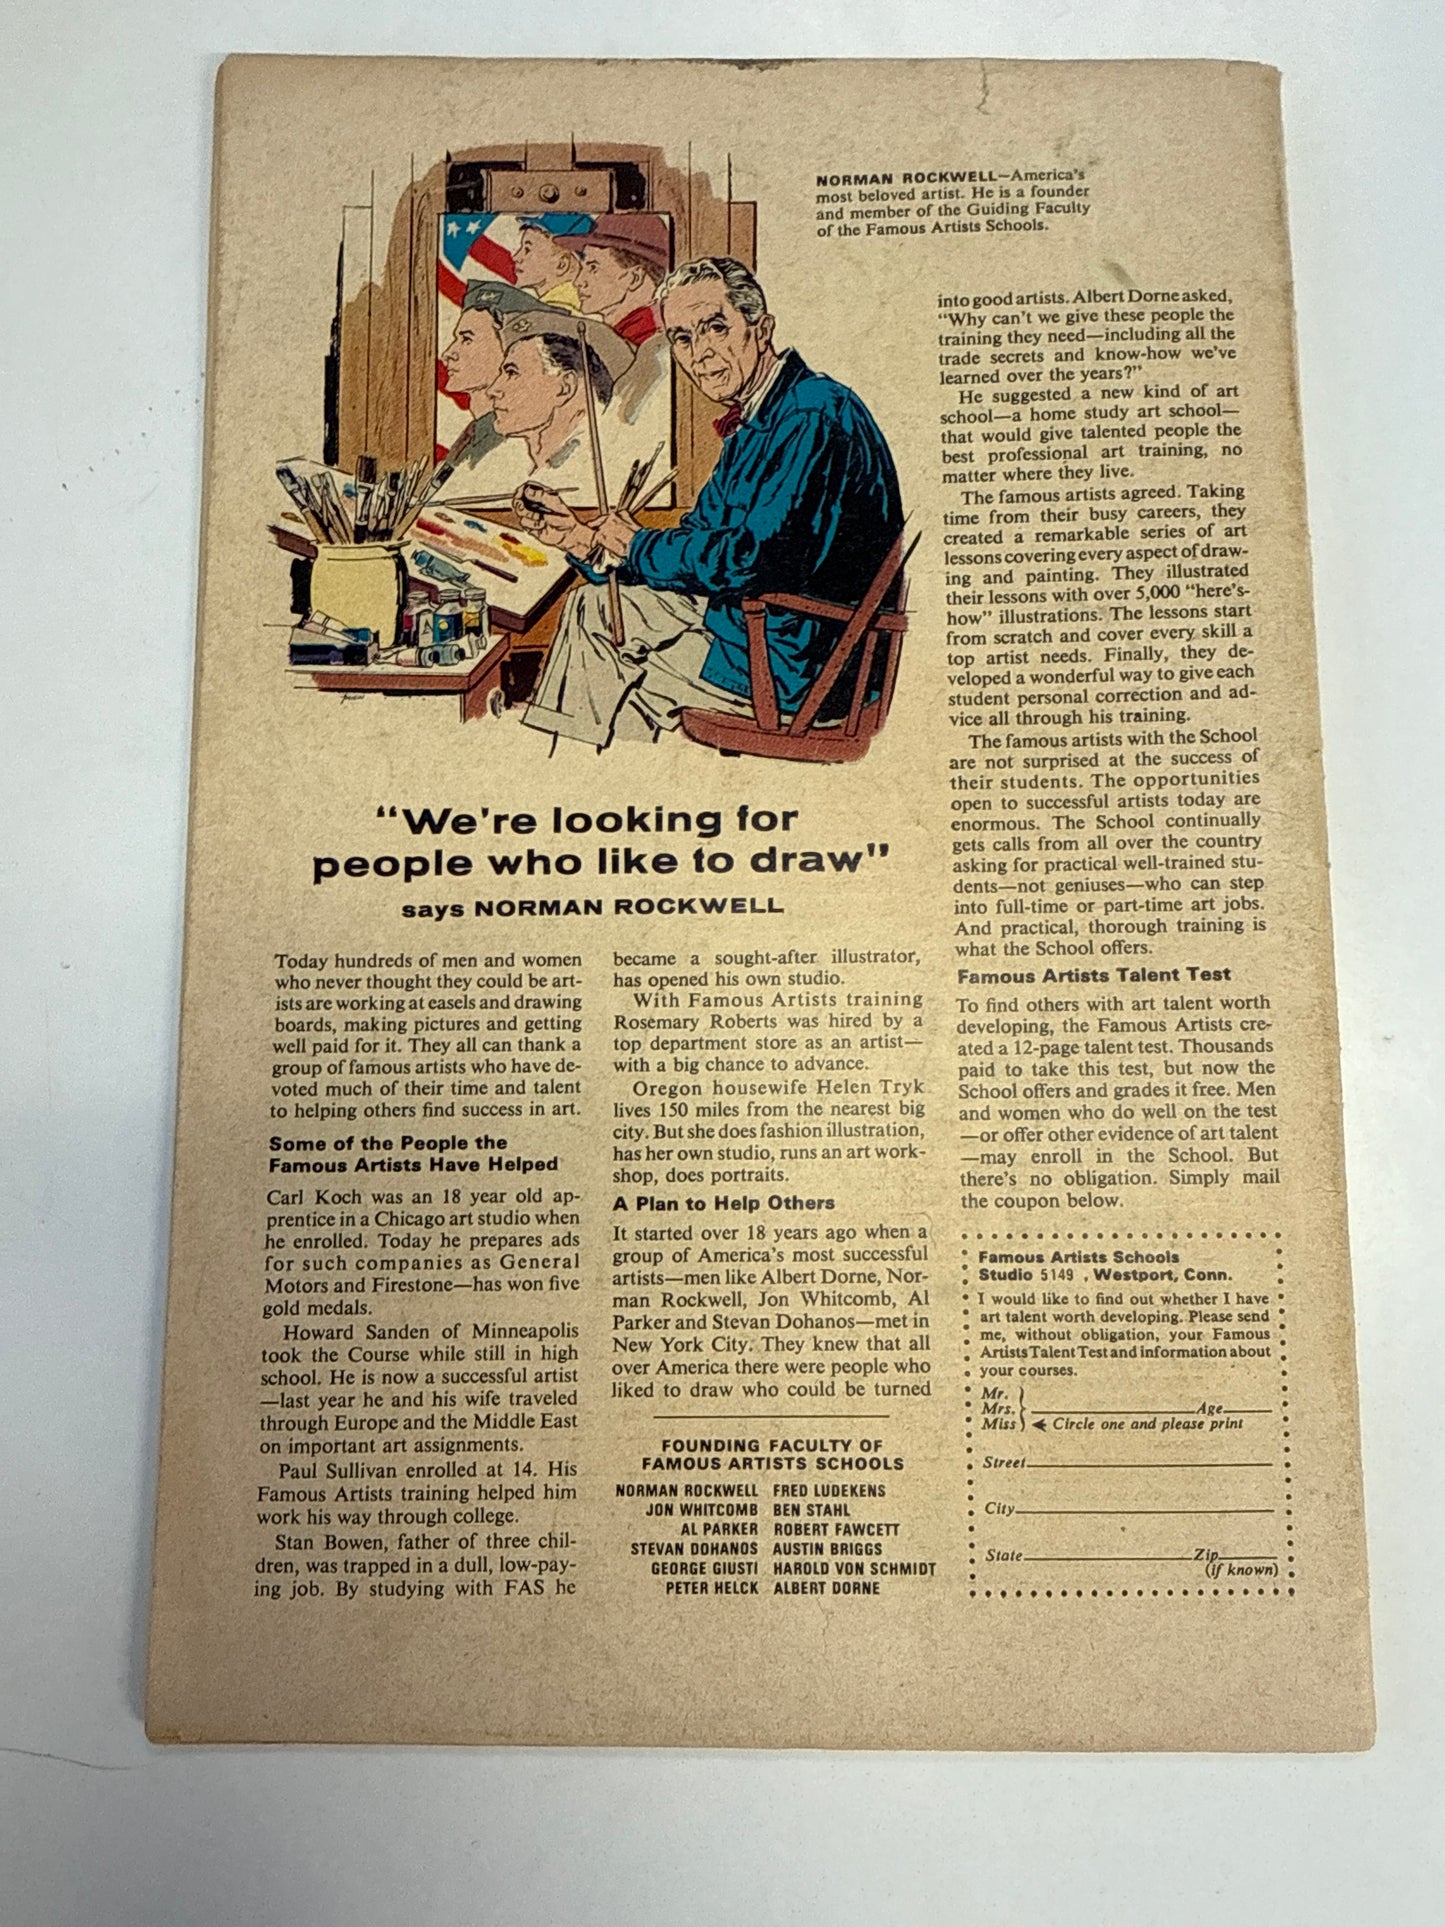 NORMAN ROCKWELL—America's
most beloved artist. He is a founder
and member of the Guiding Faculty
of the Famous Artists Schools.
"We're looking for
people who like to draw"
says NORMAN ROCKWELL
Today hundreds of men and women
who never thought they could be art-
ists are working at easels and drawing
boards, making pictures and getting
well paid for it. They all can thank a
group of famous artists who have de-
voted much of their time and talent
to helping others find success in art.
Some of the People the
Famous Artists Have Helped
Carl Koch was an 18 year old ap-
prentice in a Chicago art studio when
he enrolled. Today he prepares ads
for such companies as General
Motors and Firestone—has won five
gold medals.
Howard Sanden of Minneapolis
took the Course while still in high
school. He is now a successful artist
—last year he and his wife traveled
through Europe and the Middle East
on important art assignments.
Paul Sullivan enrolled at 14. His
Famous Artists training helped him
work his way through college.
Stan Bowen, father of three chil-
dren, was trapped in a dull, low-pay-
ing job. By studying with FAS he
became a sought-after illustrator,
has opened his own studio.
With Famous Artists training
Rosemary Roberts was hired by a
top department store as an artist—
with a big chance to advance.
Oregon housewife Helen Tryk
lives 150 miles from the nearest big
city. But she does fashion illustration,
has her own studio, runs an art work-
shop, does portraits.
A Plan to Help Others
It started over 18 years ago when a
group of America's most successful
artists—men like Albert Dorne, Nor-
man Rockwell, Jon Whitcomb, Al
Parker and Stevan Dohanos—met in
New York City. They knew that all
over America there were people who
liked to draw who could be turned
FOUNDING FACULTY OF
FAMOUS ARTISTS SCHOOLS
NORMAN ROCKWELL FRED LUDEKENS
JON WHITCOMB BEN STAHL
AL PARKER ROBERT FAWCETT
STEVAN DOHANOS AUSTIN BRIGGS
GEORGE GIUSTI HAROLD VON SCHMIDT
PETER HELCK ALBERT DORNE
into good artists. Albert Dorne asked,
"Why can't we give these people the
training they need—including all the
trade secrets and know-how we've
learned over the years?"
He suggested a new kind of art
school—a home study art school—
that would give talented people the
best professional art training, no
matter where they live.
The famous artists agreed. Taking
time from their busy careers, they
created a remarkable series of art
lessons covering every aspect of draw-
ing and painting. They illustrated
their lessons with over 5,000 "here's-
how" illustrations. The lessons start
from scratch and cover every skill a
top artist needs. Finally, they de-
veloped a wonderful way to give each
student personal correction and ad-
vice all through his training.
The famous artists with the School
are not surprised at the success of
their students. The opportunities
open to successful artists today are
enormous. The School continually
gets calls from all over the country
asking for practical well-trained stu-
dents—not geniuses—who can step
into full-time or part-time art jobs.
And practical, thorough training is
what the School offers.
Famous Artists Talent Test
To find others with art talent worth
developing, the Famous Artists cre-
ated a 12-page talent test. Thousands
paid to take this test, but now the
School offers and grades it free. Men
and women who do well on the test
—or offer other evidence of art talent
—may enroll in the School. But
there's no obligation. Simply mail
the coupon below.
Famous Artists Schools
Studio 5149 , Westport, Conn.
I would like to find out whether I have
art talent worth developing. Please send
me, without obligation, your Famous
Artists Talent Test and information about
your courses.
Mr.
Mrs. Age
Miss Circle one and please print
Street
City
State Zip
(if known)